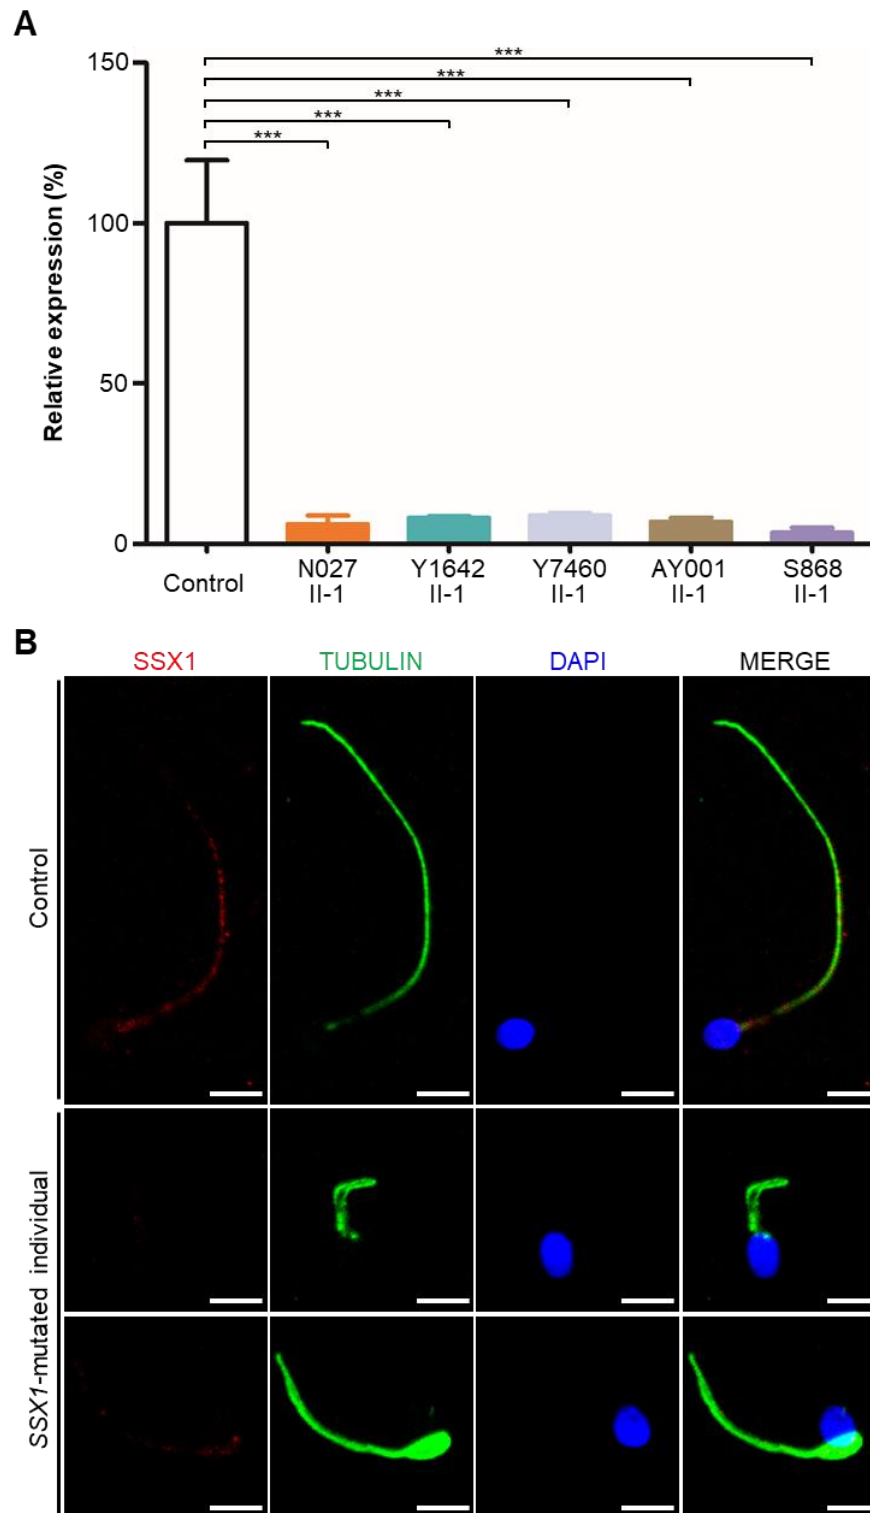 A
150
100
50
0
Relative expression (%)
***
***
***
***
***
Control
N027
II-1
Y1642
II-1
Y7460
II-1
AY001
II-1
S868
II-1
B
SSX1
TUBULIN
DAPI
MERGE
Control
SSX1-mutated individual